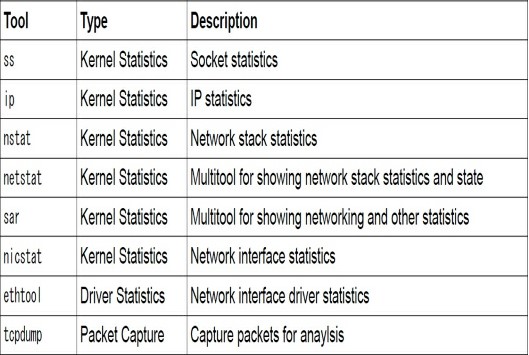 Tool Type Description
ss Kernel Statistics Socket statistics
ip Kernel Statistics IP statistics
nstat Kernel Statistics Network stack statistics
netstat Kernel Statistics Multitool for showing network stack statistics and state
sar Kernel Statistics Multitool for showing networking and other statistics
nicstat Kernel Statistics Network interface statistics
ethtool Driver Statistics Network interface driver statistics
tcpdump Packet Capture Capture packets for anaylsis